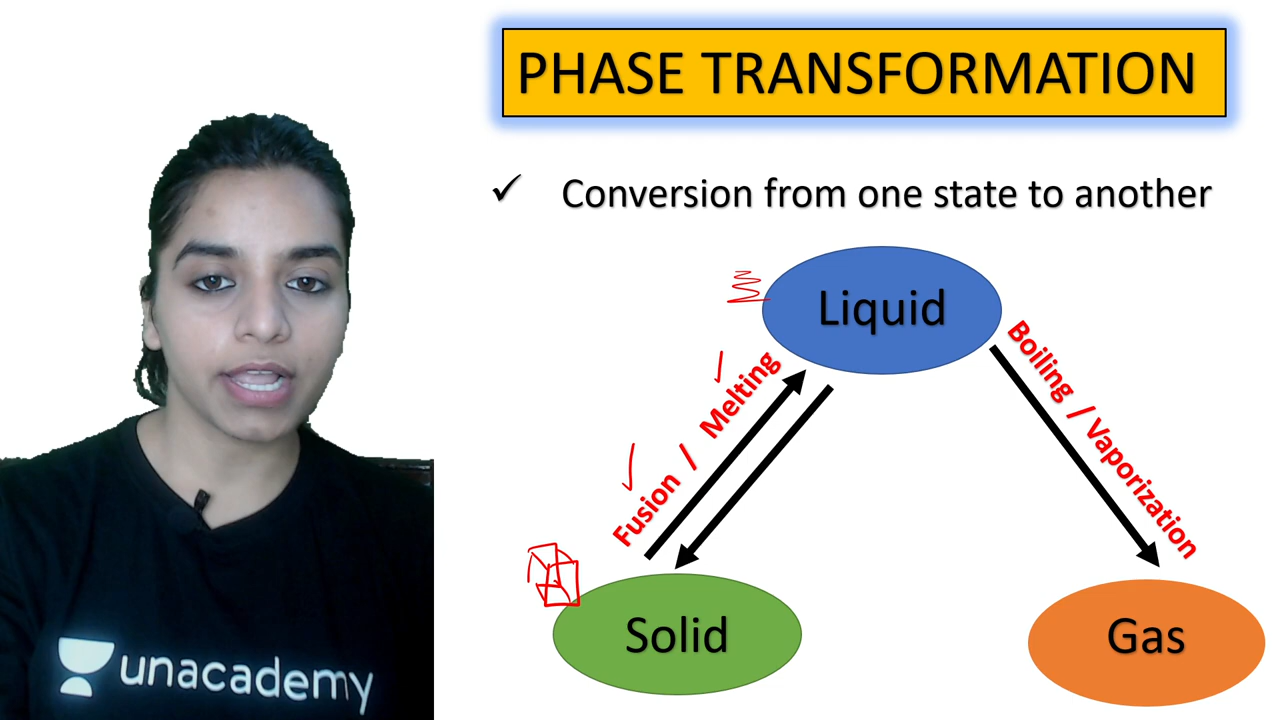 PHASE TRANSFORMATION
✓ Conversion from one state to another
Liquid
Fusion / Melting
Boiling / Vaporization
Solid
Gas
unacademy